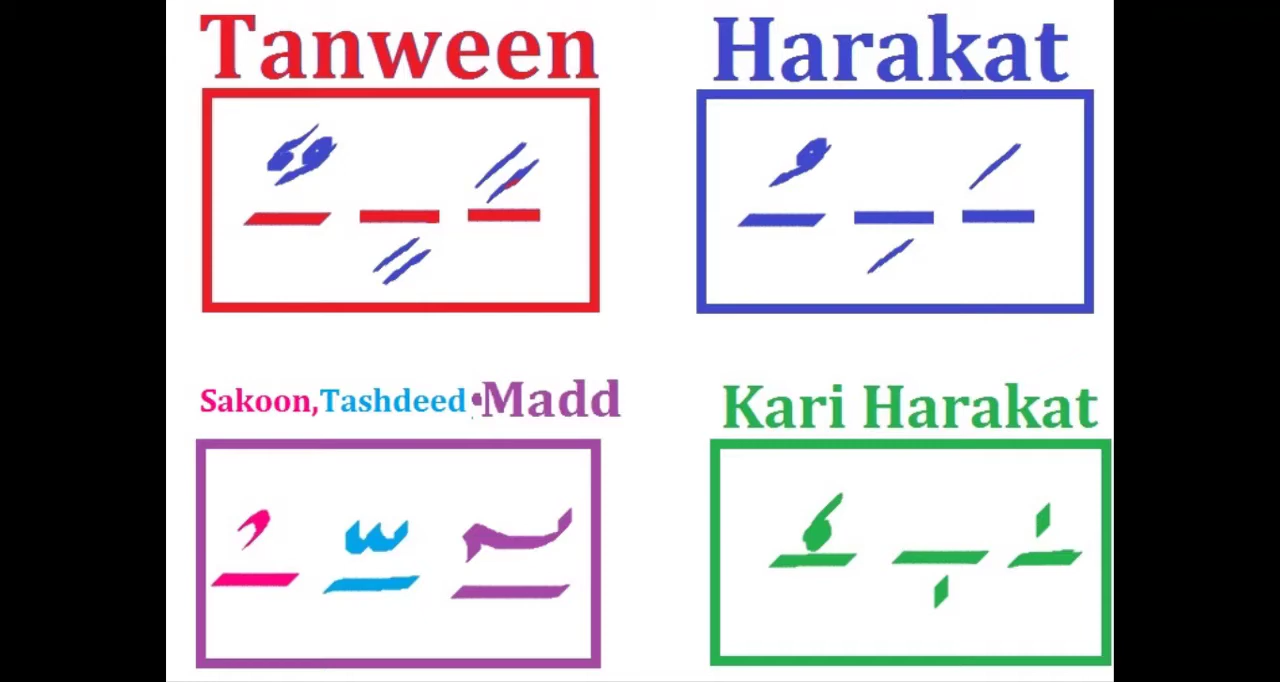 Tanween
Harakat
ـٌ ـٍ ـً
ـُ ـِ ـَ
Sakoon,Tashdeed •Madd
Kari Harakat
ـْ ـّ ـٓ
ـٗ ـٖ ـٰ